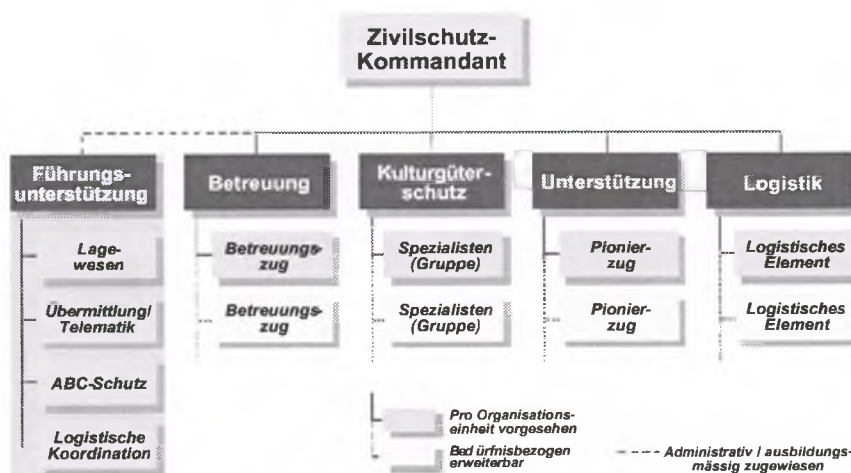 Zivilschutz-
Kommandant
Führungs-
unterstützung
Betreuung
Kulturgüter-
schutz
Unterstützung
Logistik
Lage-
wesen
Betreuungs-
zug
Spezialisten
(Gruppe)
Pionier-
zug
Logistisches
Element
Übermittlung/
Telematik
Betreuungs-
zug
Spezialisten
(Gruppe)
Pionier-
zug
Logistisches
Element
ABC-Schutz
Logistische
Koordination
Pro Organisations-
einheit vorgesehen
Bed ürfnisbezogen
erweiterbar
Administrativ / ausbildungs-
mässig zugewiesen